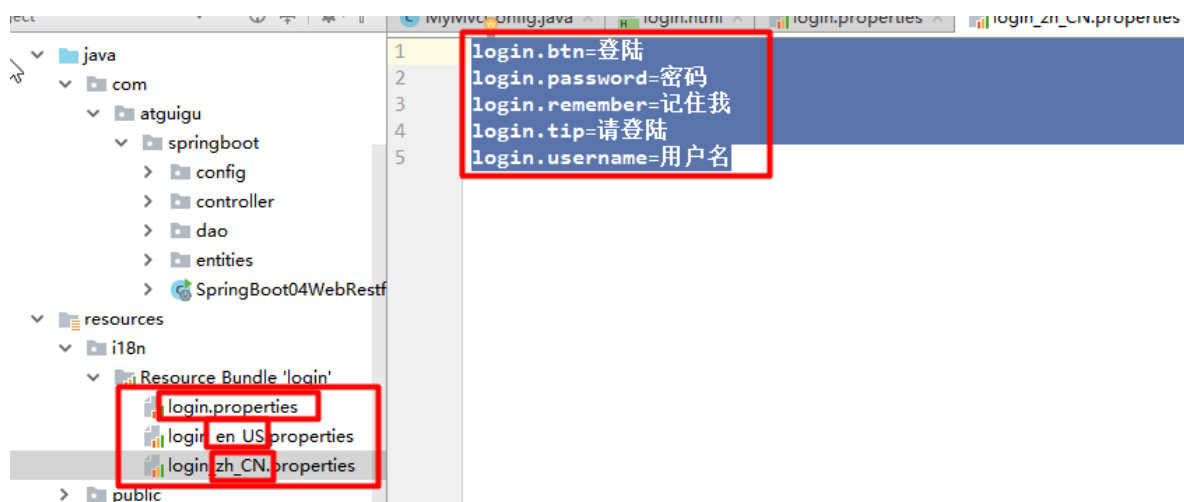 MyMvcConfig.java
login.html
login.properties
login_zh_CN.properties
java
com
atguigu
springboot
config
controller
dao
entities
SpringBoot04WebRestf
resources
i18n
Resource Bundle 'login'
login.properties
login_en_US.properties
login_zh_CN.properties
public
1 login.btn=登陆
2 login.password=密码
3 login.remember=记住我
4 login.tip=请登陆
5 login.username=用户名